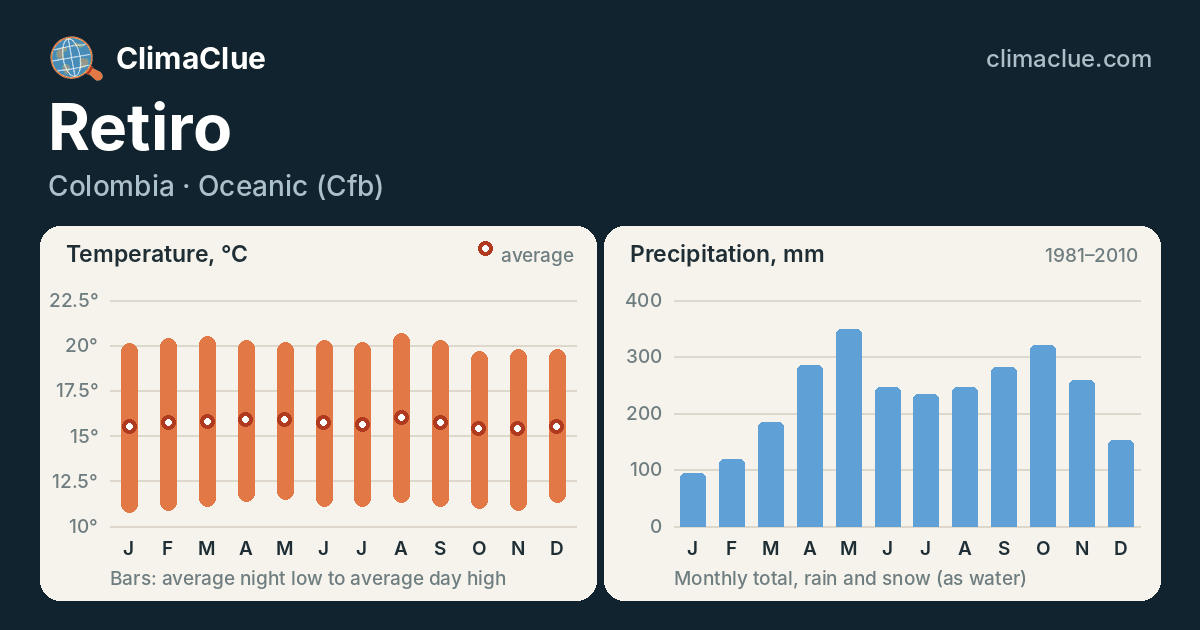 ClimaClue
climaclue.com
Retiro
Colombia · Oceanic (Cfb)
Temperature, °C
average
22.5°
20°
17.5°
15°
12.5°
10°
J F M A M J J A S O N D
Bars: average night low to average day high
Precipitation, mm
1981–2010
400
300
200
100
0
J F M A M J J A S O N D
Monthly total, rain and snow (as water)